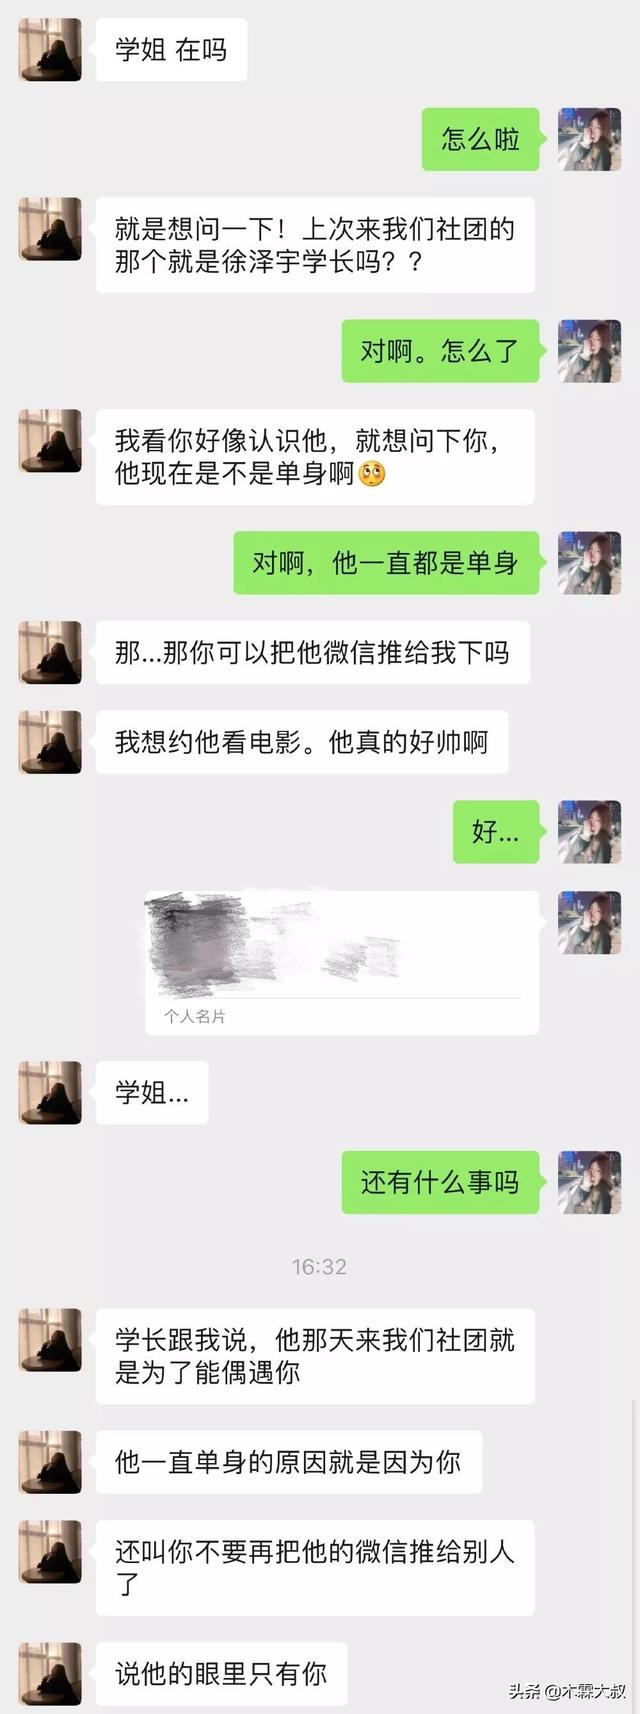 学姐 在吗
怎么啦
就是想问一下！上次来我们社团的
那个就是徐泽宇学长吗？？
对啊。怎么了
我看你好像认识他，就想问下你，
他现在是不是单身啊🙄
对啊，他一直都是单身
那...那你可以把他微信推给我下吗
我想约他看电影。他真的好帅啊
好...
个人名片
学姐...
还有什么事吗
16:32
学长跟我说，他那天来我们社团就
是为了能偶遇你
他一直单身的原因就是因为你
还叫你不要再把他的微信推给别人
了
说他的眼里只有你
头条 @木霖大叔